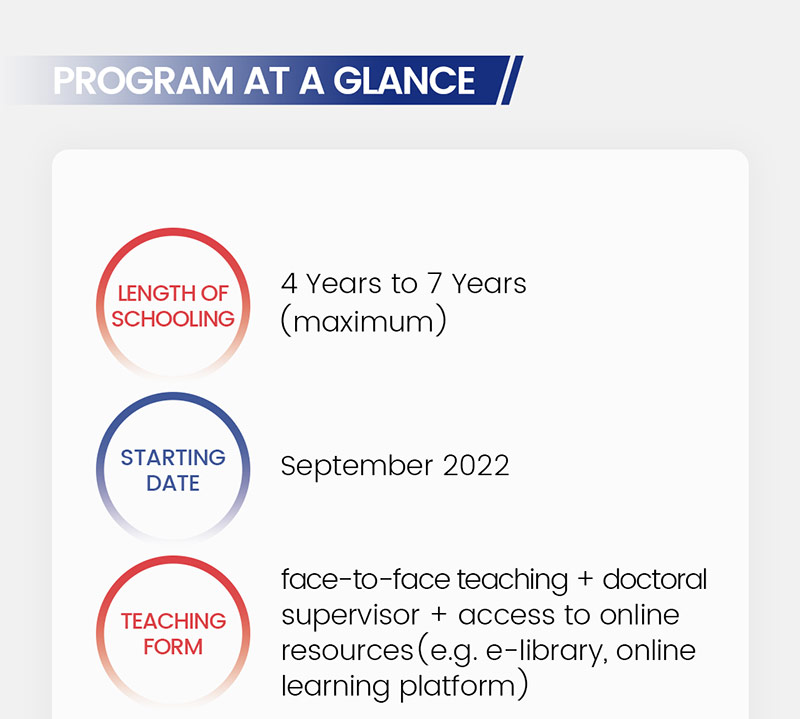 PROGRAM AT A GLANCE
LENGTH OF
SCHOOLING
4 Years to 7 Years
(maximum)
STARTING
DATE
September 2022
TEACHING
FORM
face-to-face teaching + doctoral
supervisor + access to online
resources(e.g. e-library, online
learning platform)